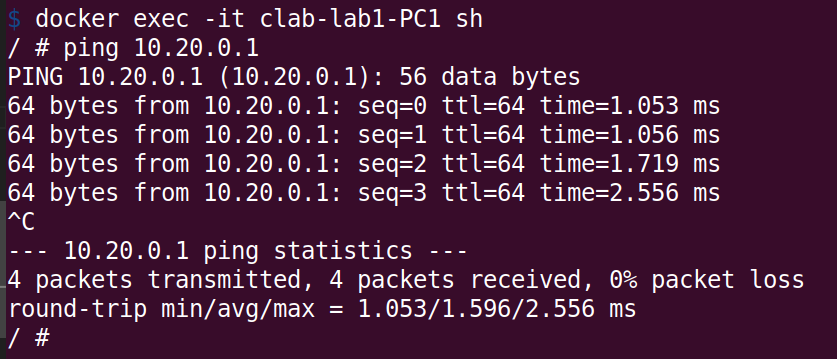 $ docker exec -it clab-lab1-PC1 sh
/ # ping 10.20.0.1
PING 10.20.0.1 (10.20.0.1): 56 data bytes
64 bytes from 10.20.0.1: seq=0 ttl=64 time=1.053 ms
64 bytes from 10.20.0.1: seq=1 ttl=64 time=1.056 ms
64 bytes from 10.20.0.1: seq=2 ttl=64 time=1.719 ms
64 bytes from 10.20.0.1: seq=3 ttl=64 time=2.556 ms
^C
--- 10.20.0.1 ping statistics ---
4 packets transmitted, 4 packets received, 0% packet loss
round-trip min/avg/max = 1.053/1.596/2.556 ms
/ #